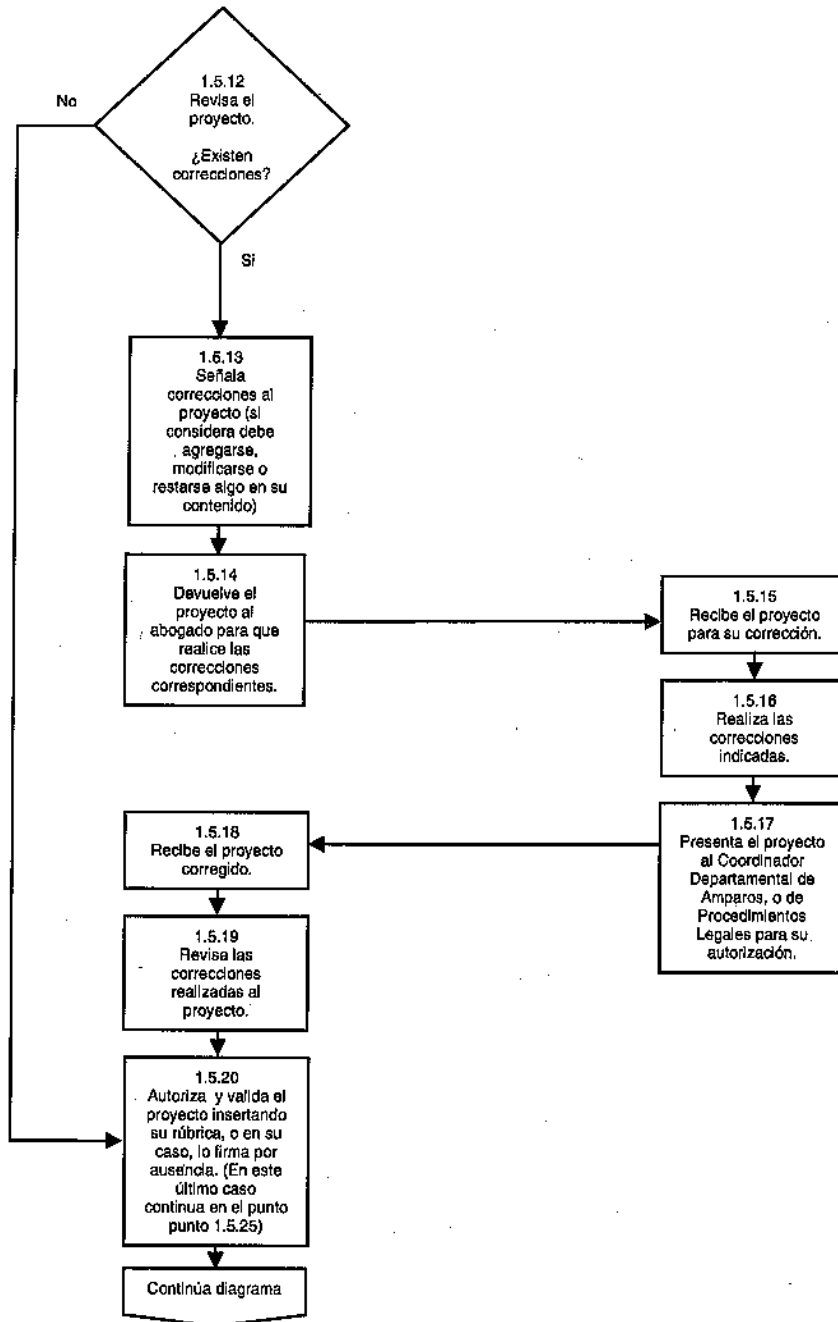 1.5.12
Revisa el
proyecto.
¿Existen
correcciones?
No
Si
1.5.13
Señala
correcciones al
proyecto (si
considera debe
agregarse,
modificarse o
restarse algo en su
contenido)
1.5.14
Devuelve el
proyecto al
abogado para que
realice las
correcciones
correspondientes.
1.5.15
Recibe el proyecto
para su corrección.
1.5.16
Realiza las
correcciones
indicadas.
1.5.17
Presenta el proyecto
al Coordinador
Departamental de
Amparos, o de
Procedimientos
Legales para su
autorización.
1.5.18
Recibe el proyecto
corregido.
1.5.19
Revisa las
correcciones
realizadas al
proyecto.
1.5.20
Autoriza y valida el
proyecto insertando
su rúbrica, o en su
caso, lo firma por
ausencia. (En este
último caso
continua en el punto
punto 1.5.25)
Continúa diagrama